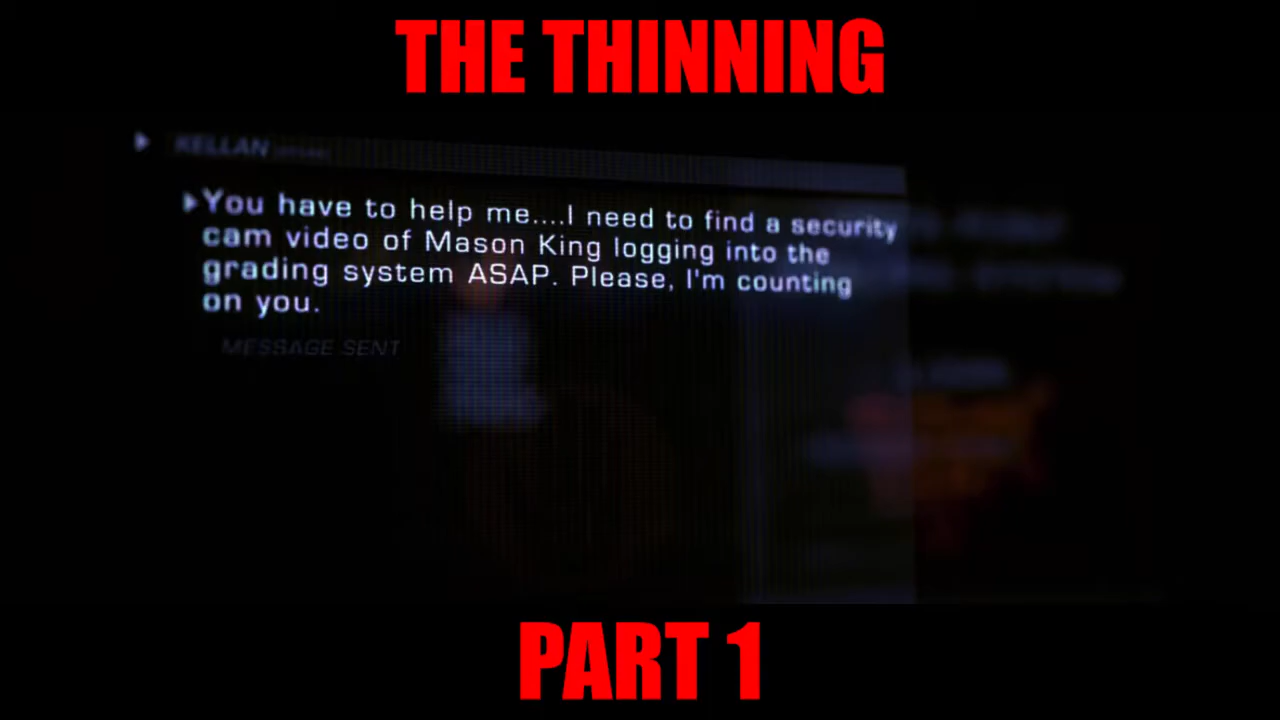 THE THINNING
KELLAN
You have to help me....I need to find a security
cam video of Mason King logging into the
grading system ASAP. Please, I'm counting
on you.
MESSAGE SENT
PART 1